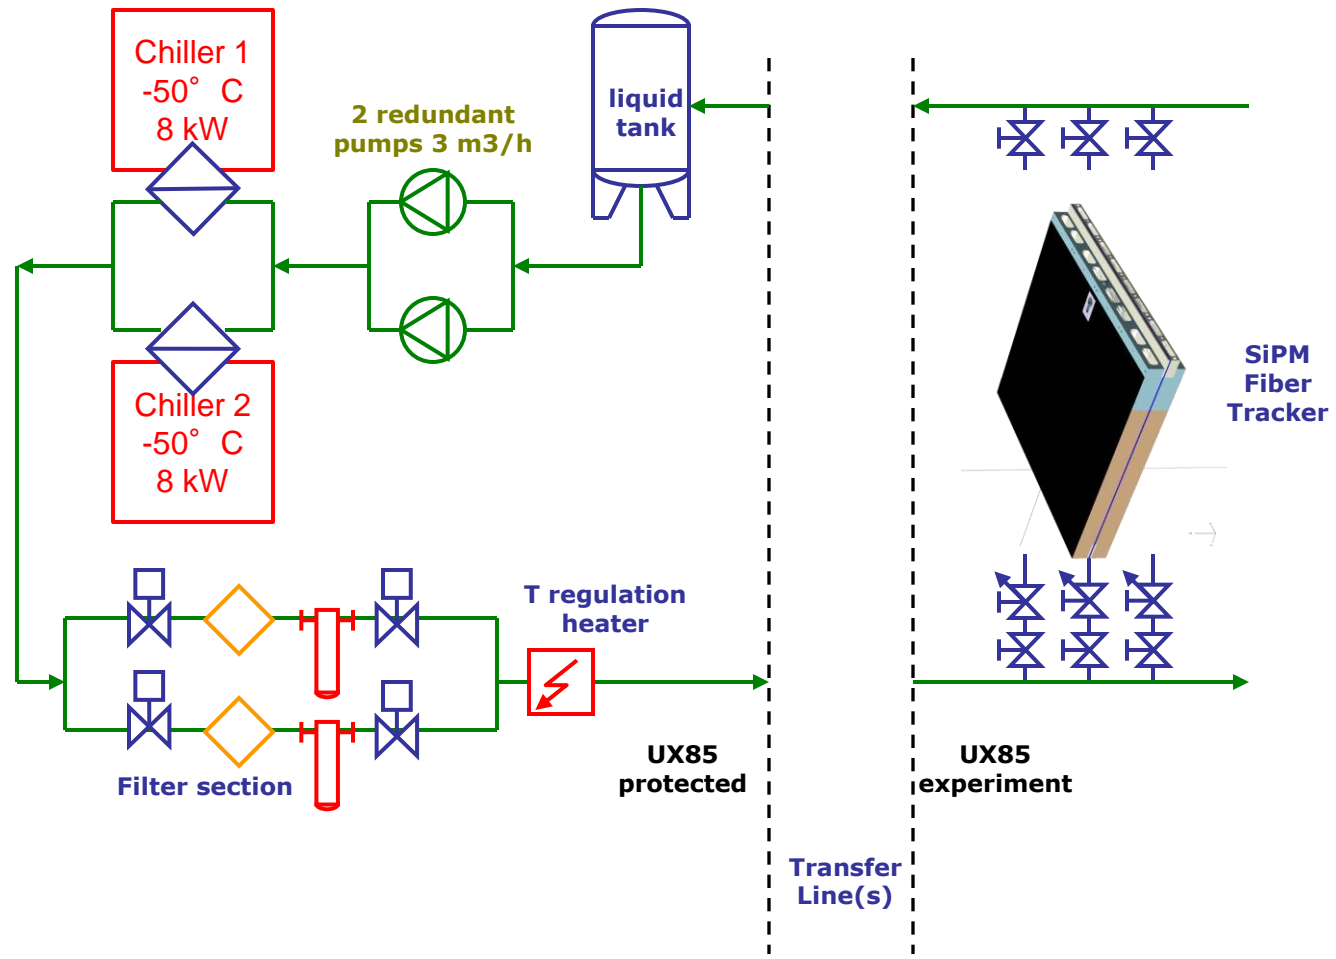 Chiller 1
-50° C
8 kW
2 redundant
pumps 3 m3/h
liquid
tank
SiPM
Fiber
Tracker
Chiller 2
-50° C
8 kW
T regulation
heater
Filter section
UX85
protected
UX85
experiment
Transfer
Line(s)